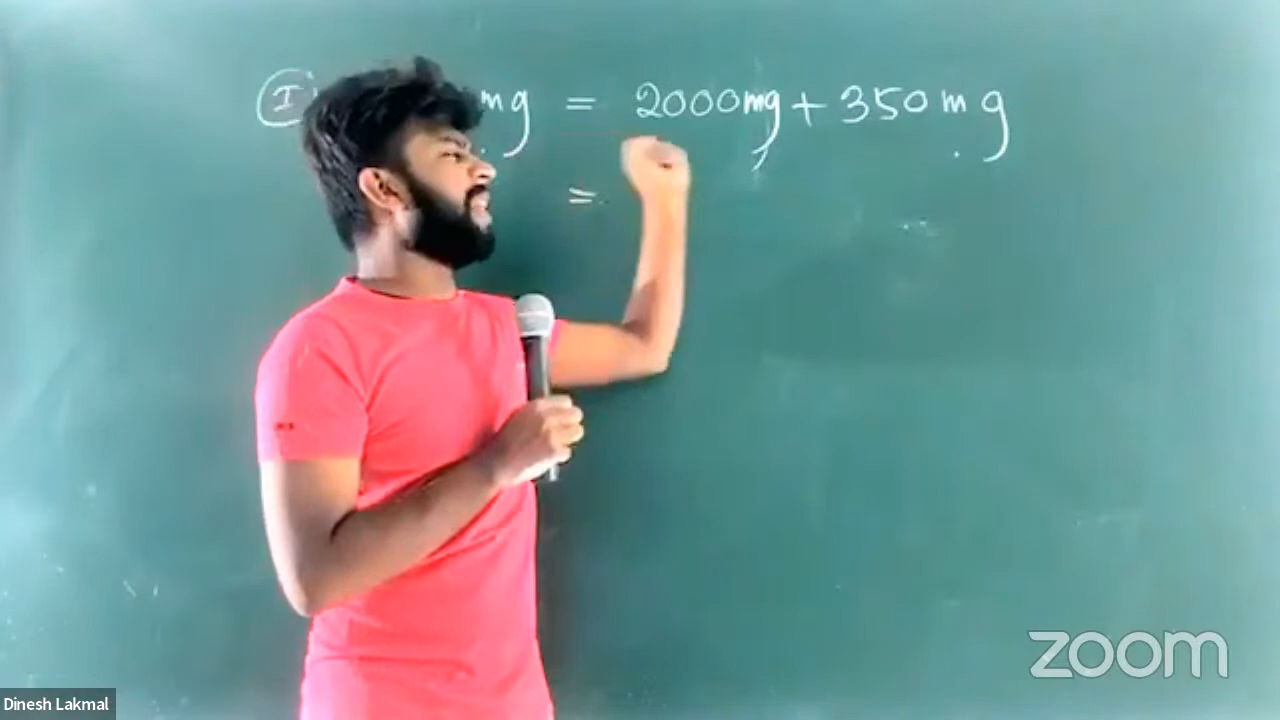 I mg = 2000mg + 350 mg
=
zoom
Dinesh Lakmal